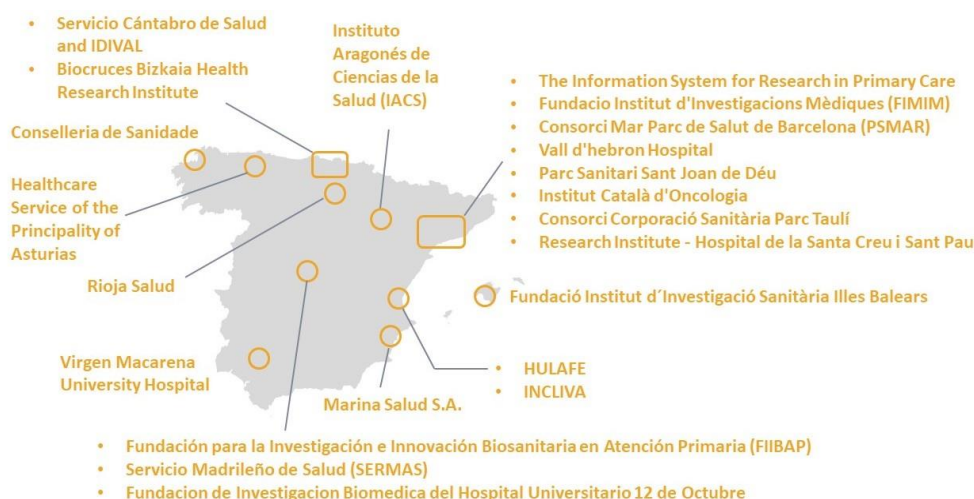 • Servicio Cántabro de Salud
and IDIVAL
• Biocruces Bizkaia Health
Research Institute
Instituto
Aragonés de
Ciencias de la
Salud (IACS)
• The Information System for Research in Primary Care
• Fundacio Institut d'Investigacions Mèdiques (FIMIM)
• Consorci Mar Parc de Salut de Barcelona (PSMAR)
• Vall d'hebron Hospital
• Parc Sanitari Sant Joan de Déu
• Institut Català d'Oncologia
• Consorci Corporació Sanitària Parc Taulí
• Research Institute - Hospital de la Santa Creu i Sant Pau
Conselleria de Sanidade
Healthcare
Service of the
Principality of
Asturias
Rioja Salud
Fundació Institut d´Investigació Sanitària Illes Balears
Virgen Macarena
University Hospital
Marina Salud S.A.
• HULAFE
• INCLIVA
• Fundación para la Investigación e Innovación Biosanitaria en Atención Primaria (FIIBAP)
• Servicio Madrileño de Salud (SERMAS)
• Fundacion de Investigacion Biomedica del Hospital Universitario 12 de Octubre